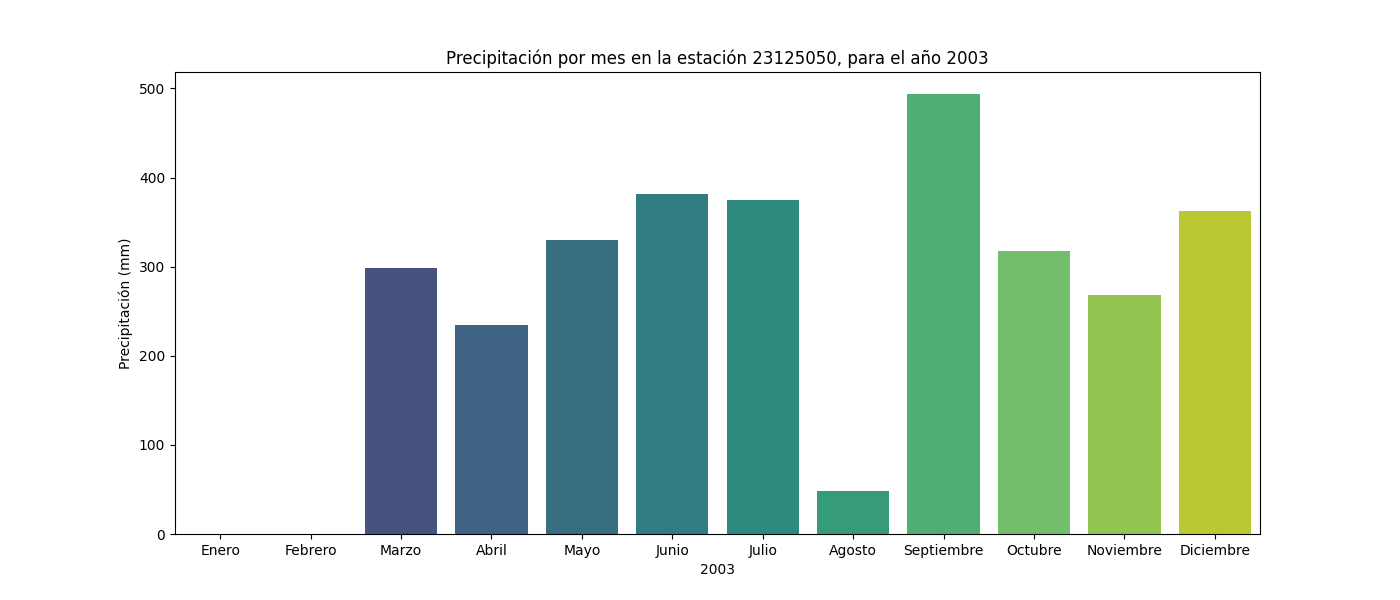 Precipitación por mes en la estación 23125050, para el año 2003
Precipitación (mm)
500
400
300
200
100
0
Enero Febrero Marzo Abril Mayo Junio Julio Agosto Septiembre Octubre Noviembre Diciembre
2003